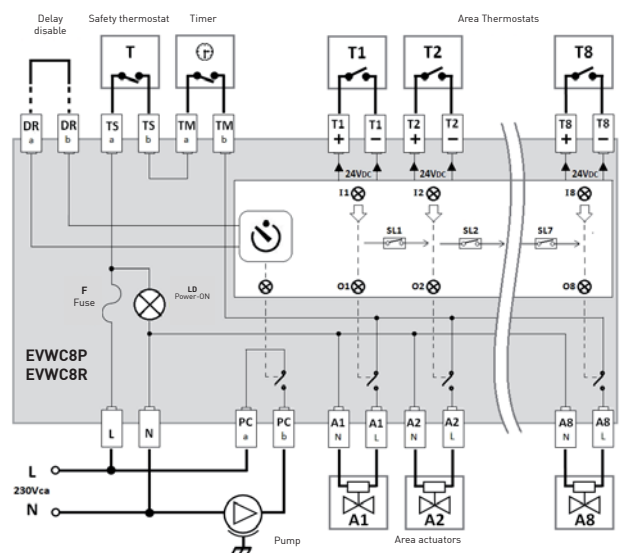 Delay disable
Safety thermostat
Timer
Area Thermostats
T
T1
T2
T8
DR a
DR b
TS a
TS b
TM a
TM b
T1 +
T1 −
T2 +
T2 −
T8 +
T8 −
24VDC
24VDC
24VDC
I1
I2
I8
SL1
SL2
SL7
O1
O2
O8
F
Fuse
LD
Power-ON
EVWC8P
EVWC8R
L
N
PC a
PC b
A1 N
A1 L
A2 N
A2 L
A8 N
A8 L
L
230Vca
N
A1
A2
A8
Pump
Area actuators